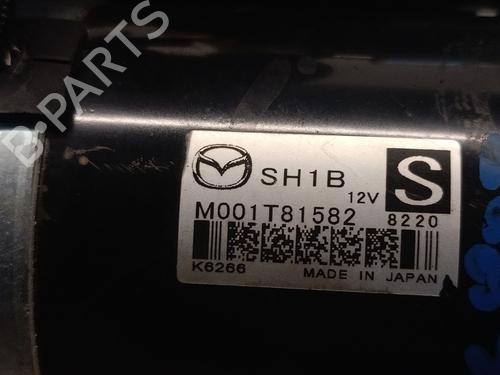 B-PARTS
SH1B 12V S
M001T81582 8220
K6266 MADE IN JAPAN